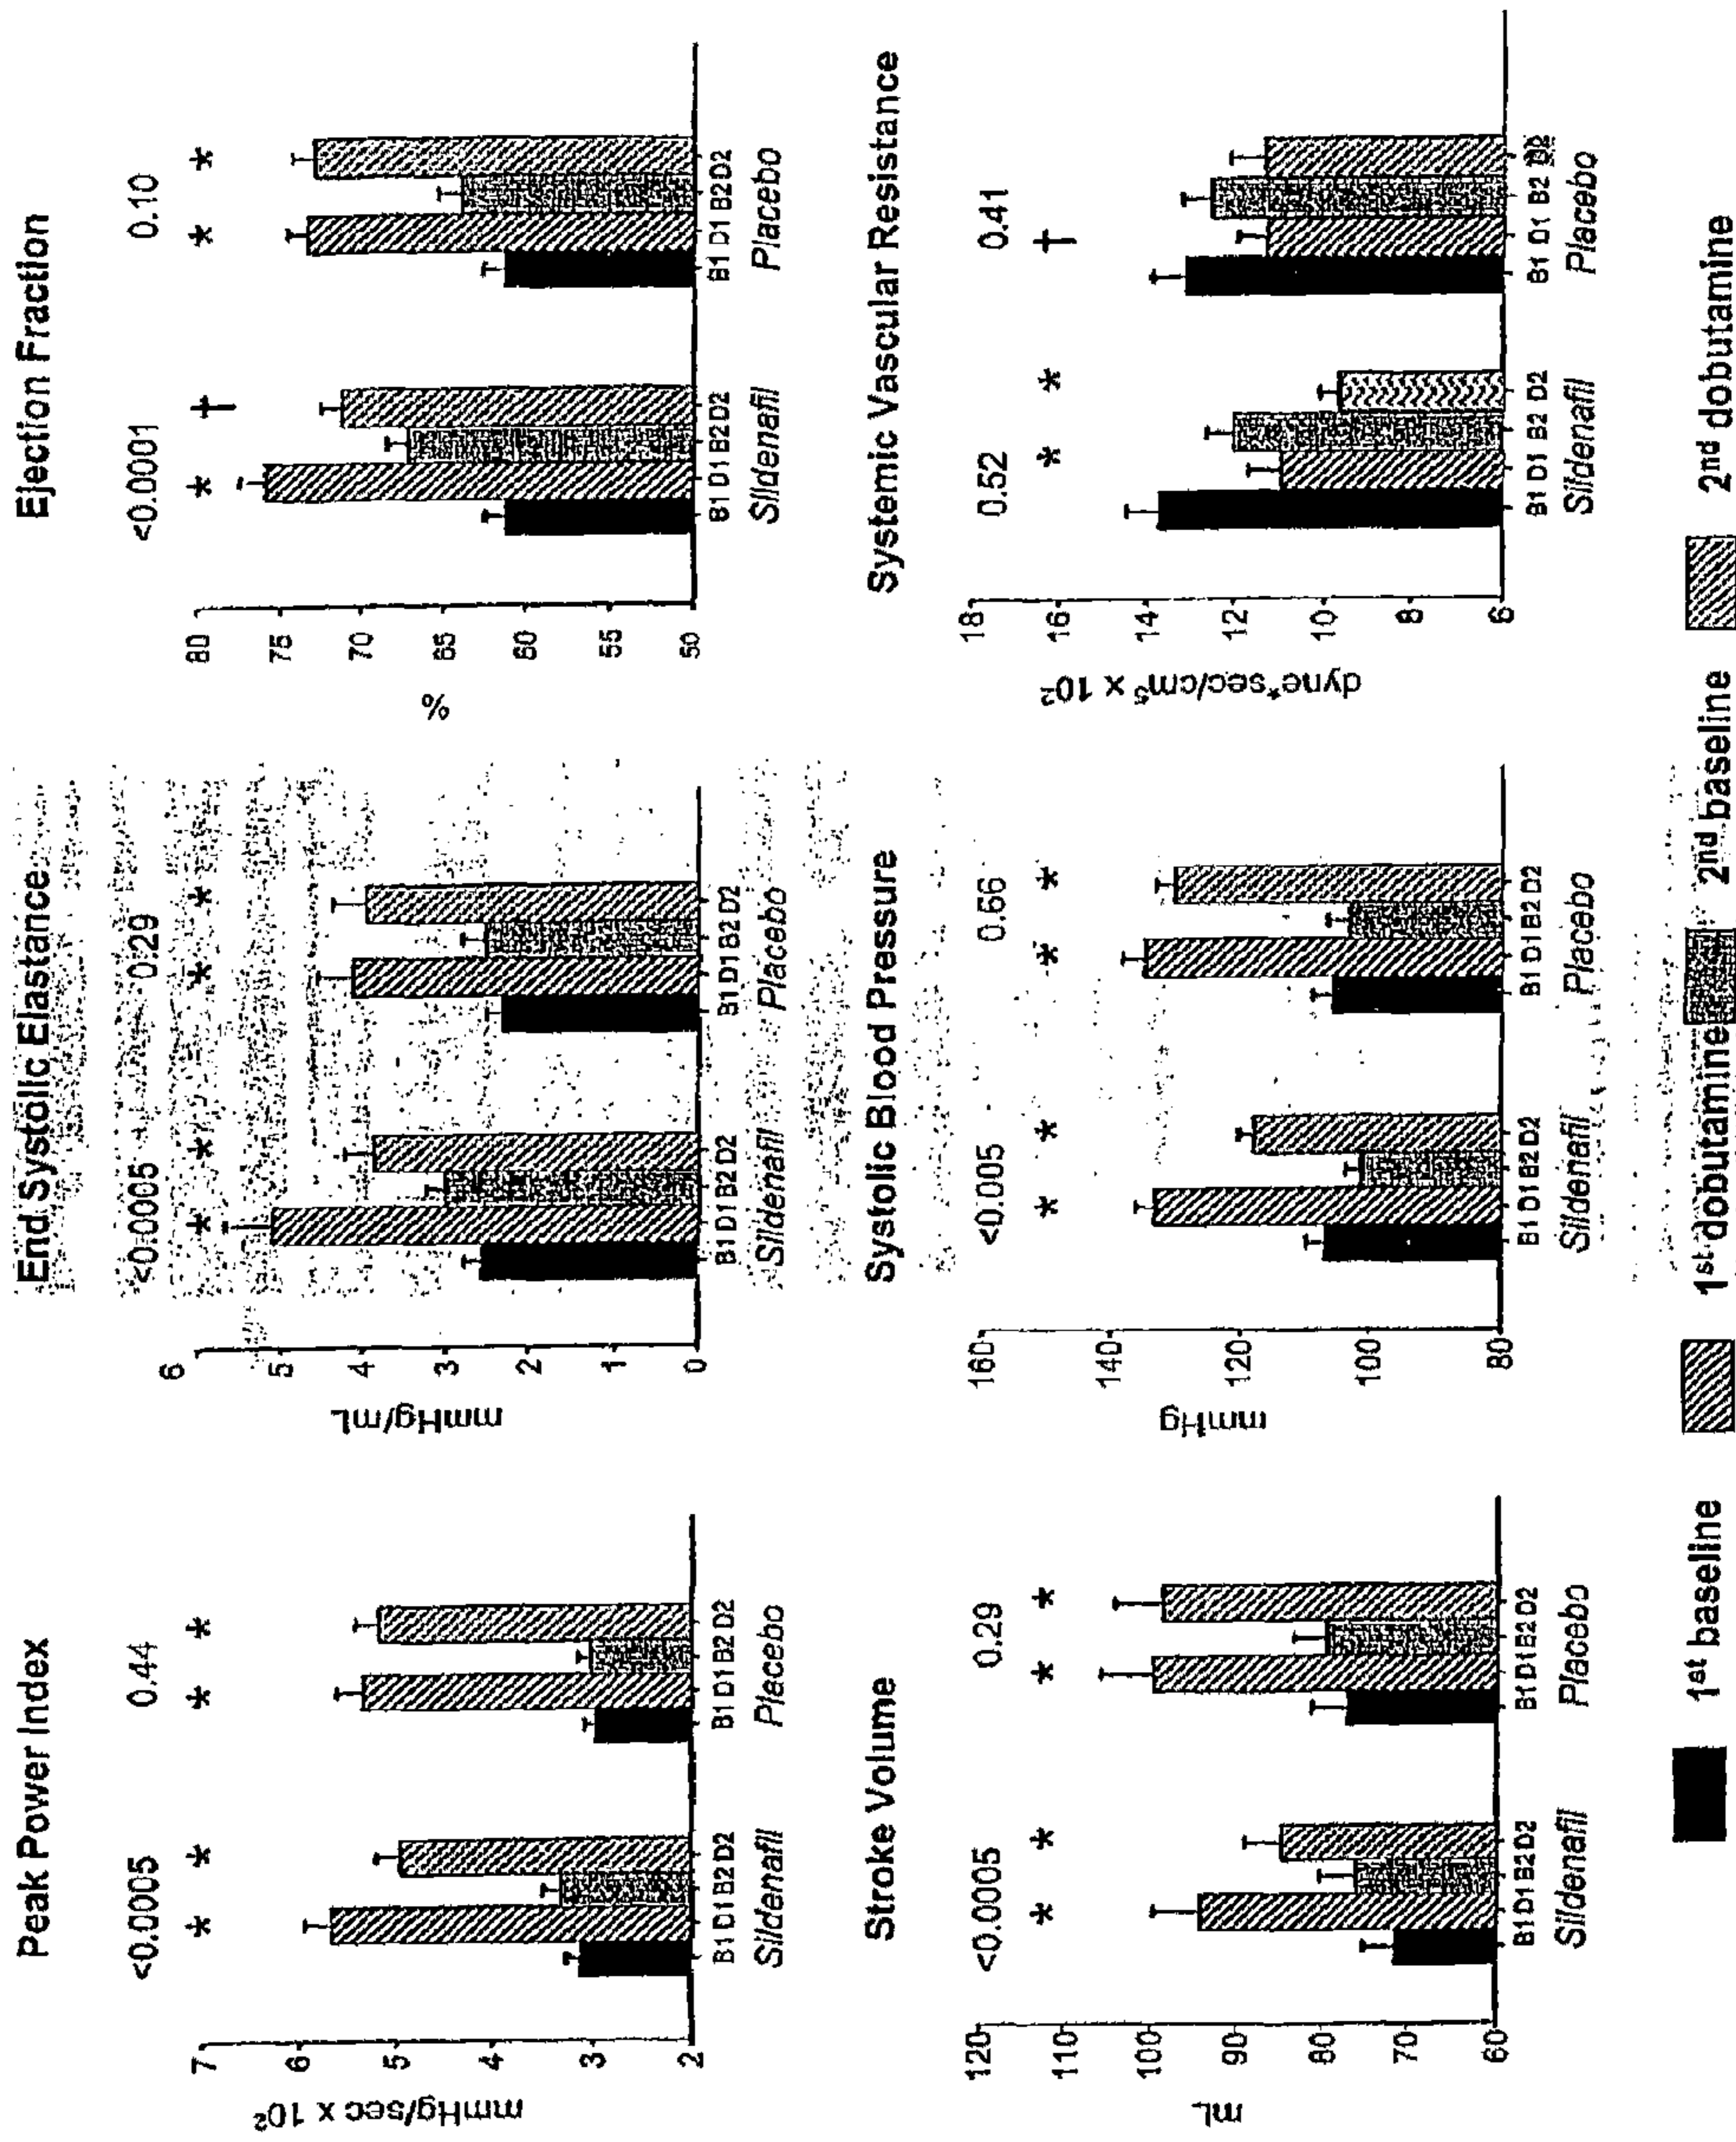 Peak Power Index
<0.0005
0.44
* * * *
mmHg/sec x 10²
7
6
5
4
3
2
B1 D1 B2 D2
B1 D1 B2 D2
Sildenafil
Placebo
End Systolic Elastance
<0.0005
0.29
* * * *
mmHg/mL
6
5
4
3
2
1
0
B1 D1 B2 D2
B1 D1 B2 D2
Sildenafil
Placebo
Ejection Fraction
<0.0001
0.10
* † * *
%
80
75
70
65
60
55
50
B1 D1 B2 D2
B1 D1 B2 D2
Sildenafil
Placebo
Stroke Volume
<0.0005
0.29
* * * *
mL
120
110
100
90
80
70
60
B1 D1 B2 D2
B1 D1 B2 D2
Sildenafil
Placebo
Systolic Blood Pressure
<0.005
0.66
* * * *
mmHg
160
140
120
100
80
B1 D1 B2 D2
B1 D1 B2 D2
Sildenafil
Placebo
Systemic Vascular Resistance
0.52
0.41
* * †
dyne*sec/cm⁵ x 10²
18
16
14
12
10
8
6
B1 D1 B2 D2
B1 D1 B2 D2
Sildenafil
Placebo
1st baseline
1st dobutamine
2nd baseline
2nd dobutamine